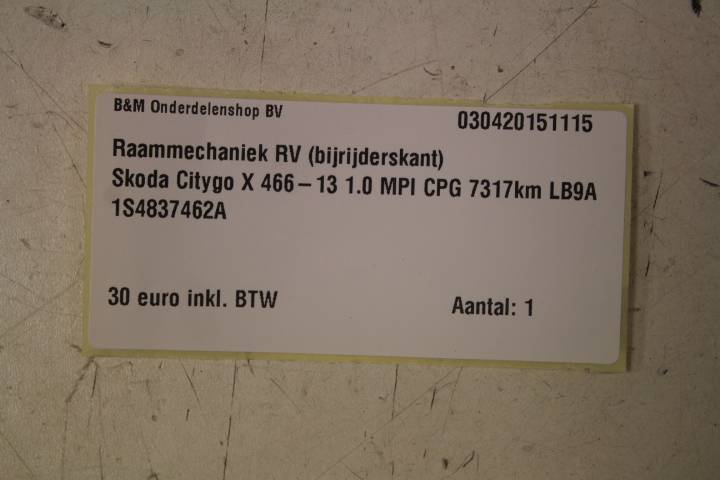 B&M Onderdelenshop BV
030420151115
Raammechaniek RV (bijrijderskant)
Skoda Citygo X 466-13 1.0 MPI CPG 7317km LB9A
1S4837462A
30 euro inkl. BTW
Aantal: 1